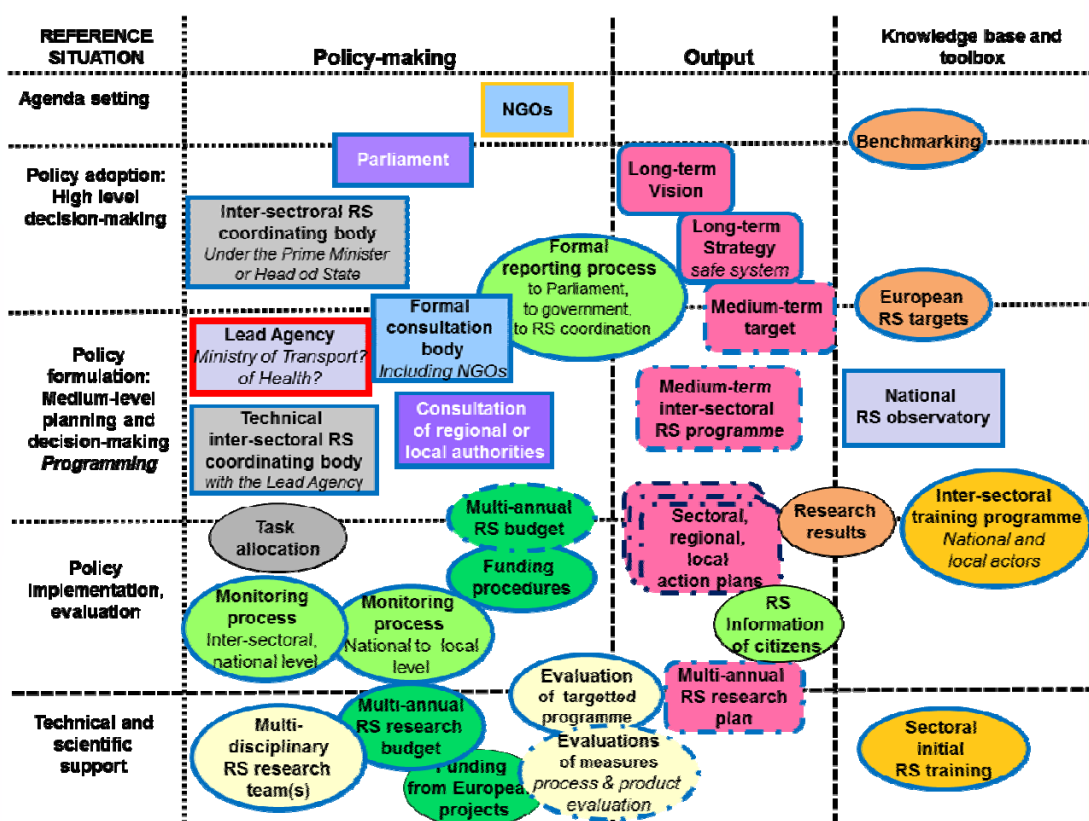 REFERENCE
SITUATION
Policy-making
Output
Knowledge base and
toolbox
Agenda setting
NGOs
Benchmarking
Policy adoption:
High level
decision-making
Parliament
Long-term
Vision
Inter-sectroral RS
coordinating body
Under the Prime Minister
or Head od State
Long-term
Strategy
safe system
Formal
reporting process
to Parliament,
to government,
to RS coordination
Medium-term
target
European
RS targets
Policy
formulation:
Medium-level
planning and
decision-making
Programming
Lead Agency
Ministry of Transport?
of Health?
Formal
consultation
body
Including NGOs
Technical
inter-sectoral RS
coordinating body
with the Lead Agency
Consultation
of regional or
local authorities
Medium-term
inter-sectoral
RS programme
National
RS observatory
Policy
implementation,
evaluation
Task
allocation
Multi-annual
RS budget
Funding
procedures
Sectoral,
regional,
local
action plans
Research
results
Inter-sectoral
training programme
National and
local actors
Monitoring
process
Inter-sectoral,
national level
Monitoring
process
National to local
level
RS
Information
of citizens
Technical and
scientific
support
Multi-
disciplinary
RS research
team(s)
Multi-annual
RS research
budget
Funding
from European
projects
Evaluation
of targetted
programme
Evaluations
of measures
process & product
evaluation
Multi-annual
RS research
plan
Sectoral
initial
RS training